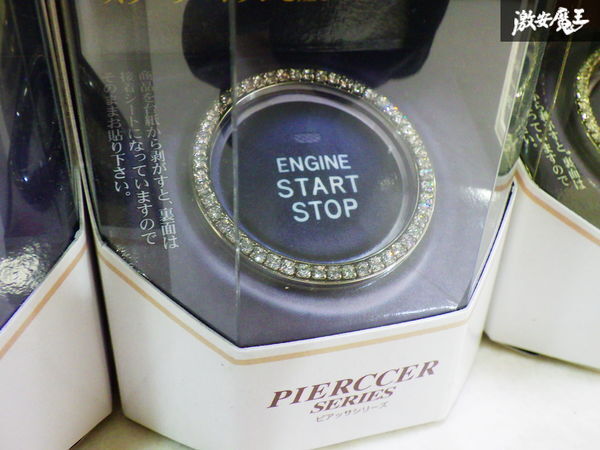 激安魔王
商品を台紙から剥がすと、裏面は
接着シートになっていますので
そのままお貼り下さい。
ENGINE
START
STOP
PIERCCER
SERIES
ピアッサシリーズ